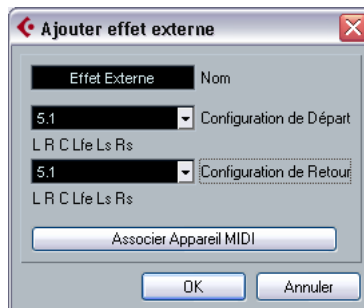 Ajouter effet externe
Effet Externe Nom
5.1 Configuration de Départ
L R C Lfe Ls Rs
5.1 Configuration de Retour
L R C Lfe Ls Rs
Associer Appareil MIDI
OK Annuler